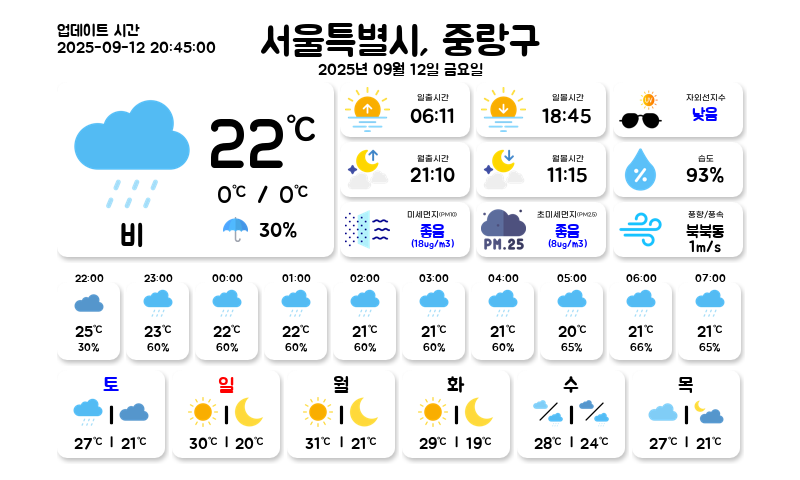 업데이트 시간
2025-09-12 20:45:00
서울특별시, 중랑구
2025년 09월 12일 금요일
22℃
0℃ / 0℃
비
30%
일출시간
06:11
일몰시간
18:45
UV
자외선지수
낮음
월출시간
21:10
월몰시간
11:15
습도
93%
미세먼지(PM10)
좋음
(18ug/m3)
PM2.5
초미세먼지(PM2.5)
좋음
(8ug/m3)
풍향/풍속
북북동
1m/s
22:00 23:00 00:00 01:00 02:00 03:00 04:00 05:00 06:00 07:00
25℃ 23℃ 22℃ 22℃ 21℃ 21℃ 21℃ 20℃ 21℃ 21℃
30% 60% 60% 60% 60% 60% 60% 65% 66% 65%
토 일 월 화 수 목
27℃ | 21℃ 30℃ | 20℃ 31℃ | 21℃ 29℃ | 19℃ 28℃ | 24℃ 27℃ | 21℃